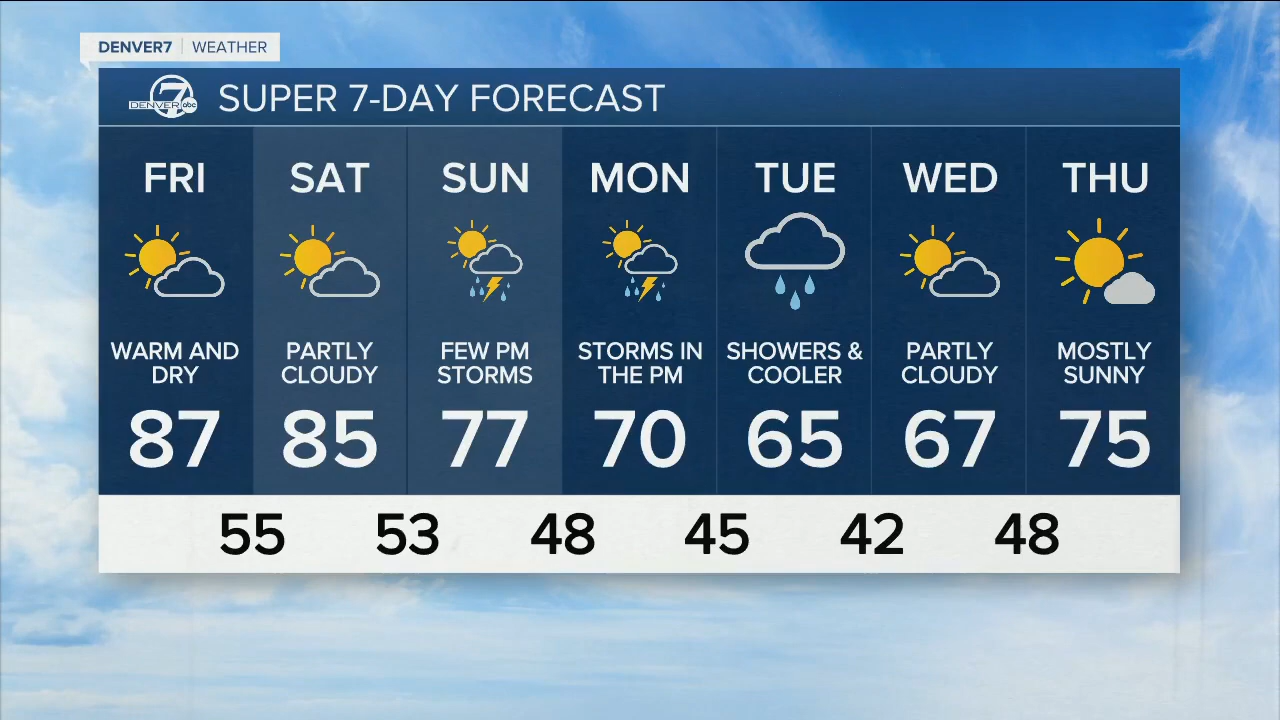 DENVER7 | WEATHER
7
DENVER abc
SUPER 7-DAY FORECAST
FRI SAT SUN MON TUE WED THU
WARM AND DRY
PARTLY CLOUDY
FEW PM STORMS
STORMS IN THE PM
SHOWERS & COOLER
PARTLY CLOUDY
MOSTLY SUNNY
87 85 77 70 65 67 75
55 53 48 45 42 48